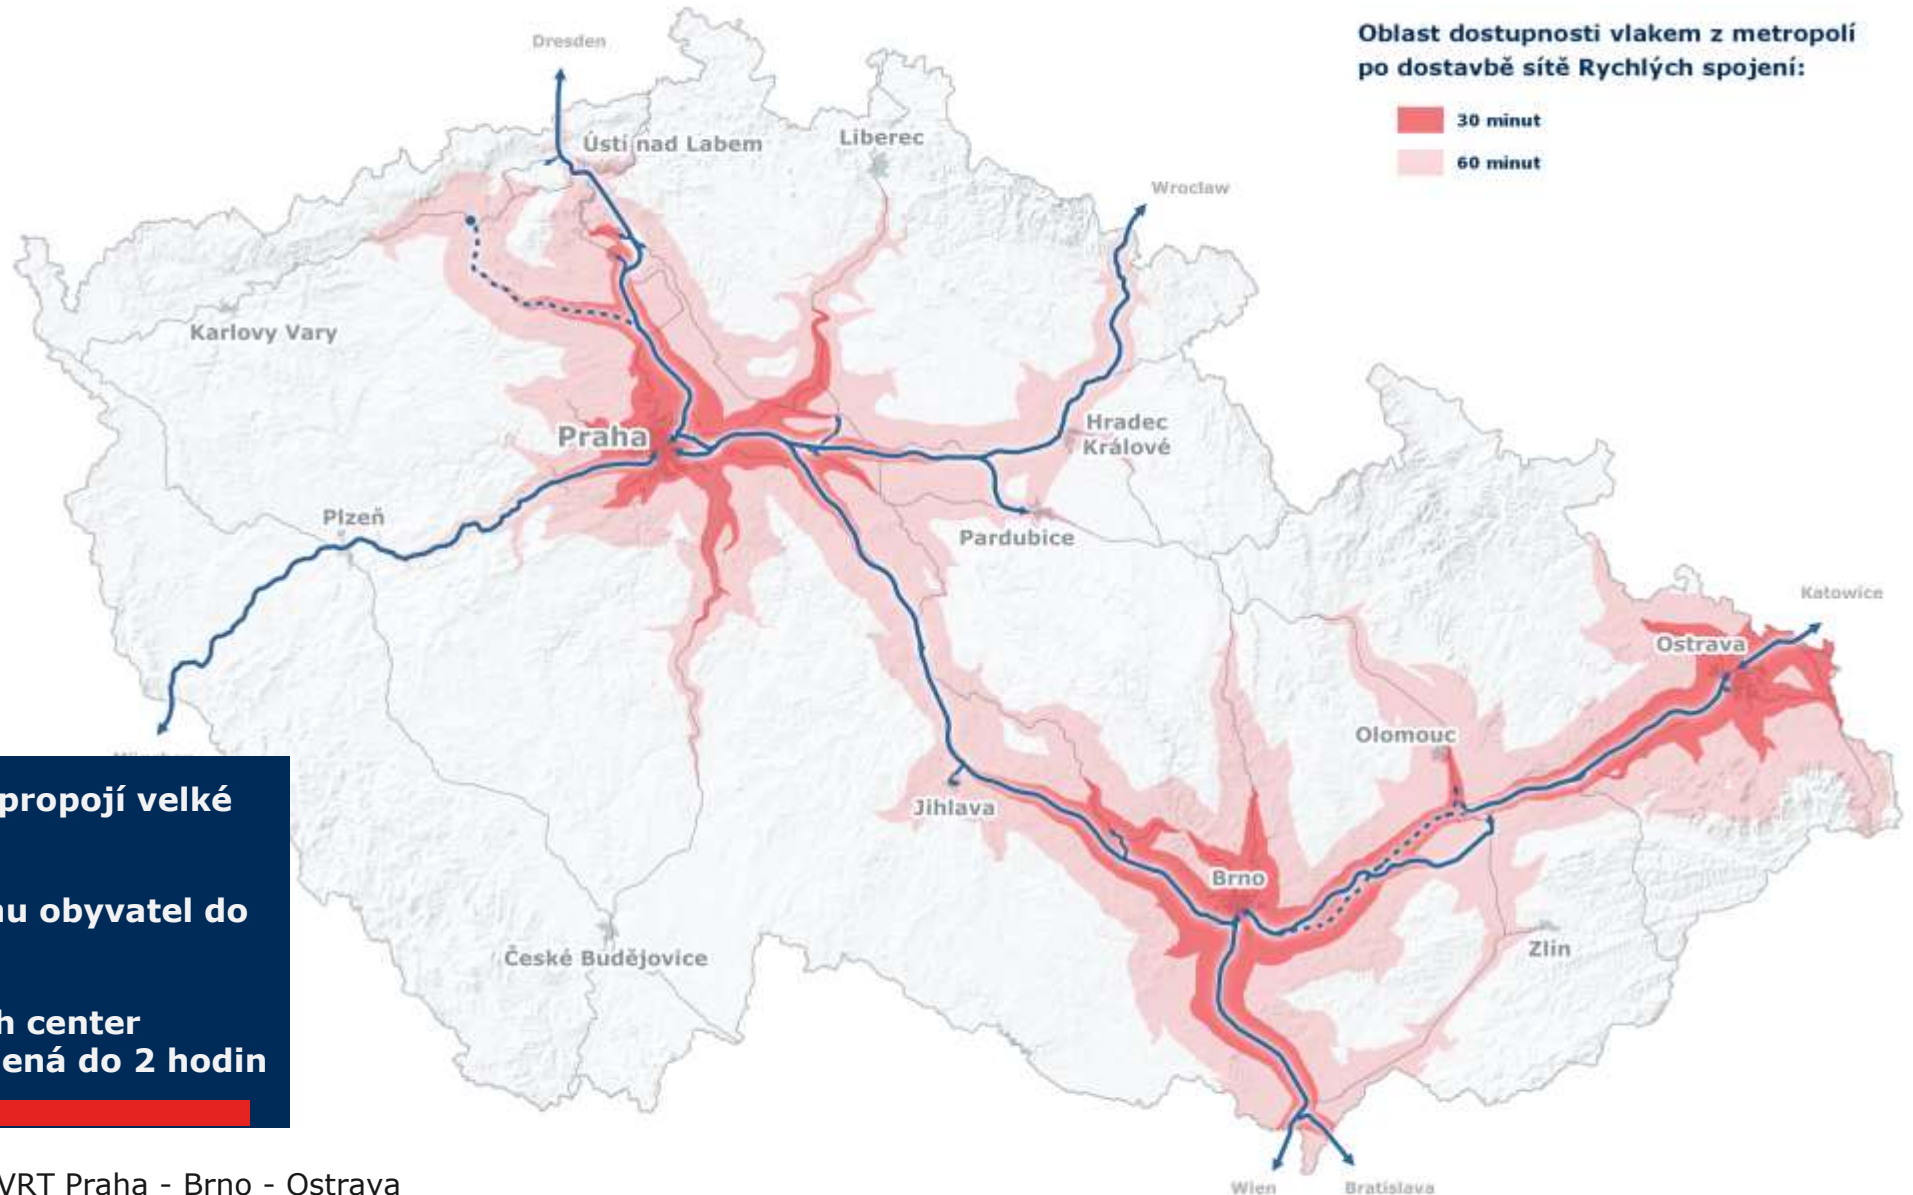 Oblast dostupnosti vlakem z metropolí
po dostavbě sítě Rychlých spojení:
30 minut
60 minut
Dresden
Ústí nad Labem
Liberec
Wroclaw
Karlovy Vary
Praha
Hradec
Králové
Plzeň
Pardubice
Katowice
Ostrava
Olomouc
Jihlava
Brno
České Budějovice
Zlín
Wien
Bratislava
propojí velké
obyvatel do
center
do 2 hodin
VRT Praha - Brno - Ostrava